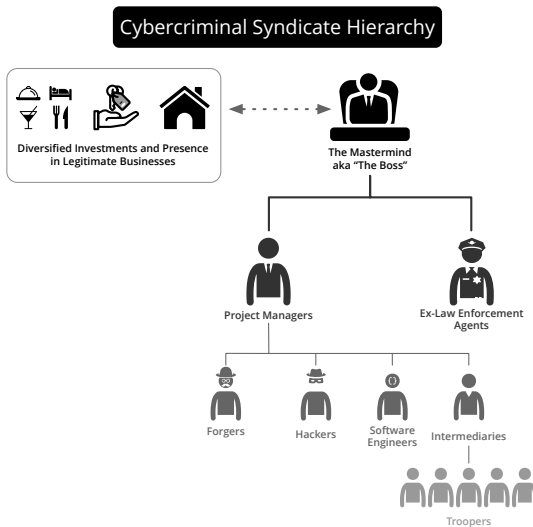 Cybercriminal Syndicate Hierarchy
Diversified Investments and Presence
in Legitimate Businesses
The Mastermind
aka “The Boss”
Project Managers
Ex-Law Enforcement
Agents
Forgers
Hackers
Software
Engineers
Intermediaries
Troopers